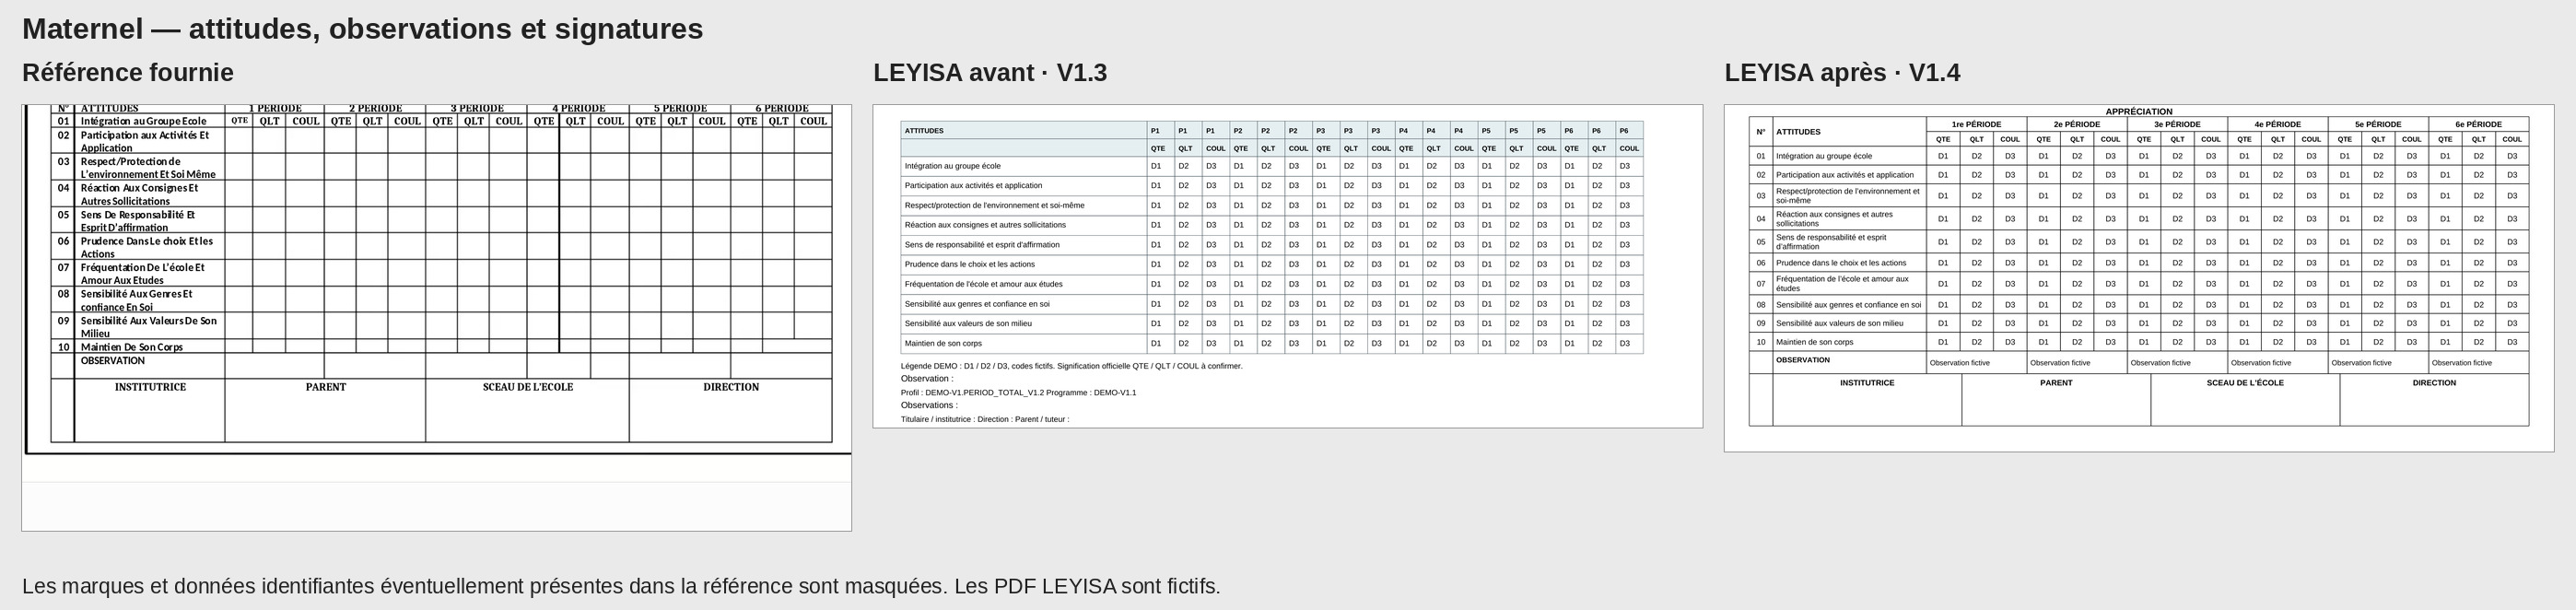 Maternel — attitudes, observations et signatures
Référence fournie
N° ATTITUDES 1 PERIODE 2 PERIODE 3 PERIODE 4 PERIODE 5 PERIODE 6 PERIODE
01 Intégration au Groupe Ecole QTE QLT COUL QTE QLT COUL QTE QLT COUL QTE QLT COUL QTE QLT COUL QTE QLT COUL
02 Participation aux Activités Et
Application
03 Respect/Protection de
L'environnement Et Soi Même
04 Réaction Aux Consignes Et
Autres Sollicitations
05 Sens De Responsabilité Et
Esprit D'affirmation
06 Prudence Dans Le choix Et les
Actions
07 Fréquentation De L'école Et
Amour Aux Etudes
08 Sensibilité Aux Genres Et
confiance En Soi
09 Sensibilité Aux Valeurs De Son
Milieu
10 Maintien De Son Corps
OBSERVATION
INSTITUTRICE PARENT SCEAU DE L'ECOLE DIRECTION
LEYISA avant · V1.3
ATTITUDES P1 P1 P1 P2 P2 P2 P3 P3 P3 P4 P4 P4 P5 P5 P5 P6 P6 P6
QTE QLT COUL QTE QLT COUL QTE QLT COUL QTE QLT COUL QTE QLT COUL QTE QLT COUL
Intégration au groupe école D1 D2 D3 D1 D2 D3 D1 D2 D3 D1 D2 D3 D1 D2 D3 D1 D2 D3
Participation aux activités et application D1 D2 D3 D1 D2 D3 D1 D2 D3 D1 D2 D3 D1 D2 D3 D1 D2 D3
Respect/protection de l'environnement et soi-même D1 D2 D3 D1 D2 D3 D1 D2 D3 D1 D2 D3 D1 D2 D3 D1 D2 D3
Réaction aux consignes et autres sollicitations D1 D2 D3 D1 D2 D3 D1 D2 D3 D1 D2 D3 D1 D2 D3 D1 D2 D3
Sens de responsabilité et esprit d'affirmation D1 D2 D3 D1 D2 D3 D1 D2 D3 D1 D2 D3 D1 D2 D3 D1 D2 D3
Prudence dans le choix et les actions D1 D2 D3 D1 D2 D3 D1 D2 D3 D1 D2 D3 D1 D2 D3 D1 D2 D3
Fréquentation de l'école et amour aux études D1 D2 D3 D1 D2 D3 D1 D2 D3 D1 D2 D3 D1 D2 D3 D1 D2 D3
Sensibilité aux genres et confiance en soi D1 D2 D3 D1 D2 D3 D1 D2 D3 D1 D2 D3 D1 D2 D3 D1 D2 D3
Sensibilité aux valeurs de son milieu D1 D2 D3 D1 D2 D3 D1 D2 D3 D1 D2 D3 D1 D2 D3 D1 D2 D3
Maintien de son corps D1 D2 D3 D1 D2 D3 D1 D2 D3 D1 D2 D3 D1 D2 D3 D1 D2 D3
Légende DEMO : D1 / D2 / D3, codes fictifs. Signification officielle QTE / QLT / COUL à confirmer.
Observation :
Profil : DEMO-V1.PERIOD_TOTAL_V1.2 Programme : DEMO-V1.1
Observations :
Titulaire / institutrice : Direction : Parent / tuteur :
LEYISA après · V1.4
APPRÉCIATION
N° ATTITUDES 1re PÉRIODE 2e PÉRIODE 3e PÉRIODE 4e PÉRIODE 5e PÉRIODE 6e PÉRIODE
QTE QLT COUL QTE QLT COUL QTE QLT COUL QTE QLT COUL QTE QLT COUL QTE QLT COUL
01 Intégration au groupe école D1 D2 D3 D1 D2 D3 D1 D2 D3 D1 D2 D3 D1 D2 D3 D1 D2 D3
02 Participation aux activités et application D1 D2 D3 D1 D2 D3 D1 D2 D3 D1 D2 D3 D1 D2 D3 D1 D2 D3
03 Respect/protection de l'environnement et
soi-même D1 D2 D3 D1 D2 D3 D1 D2 D3 D1 D2 D3 D1 D2 D3 D1 D2 D3
04 Réaction aux consignes et autres
sollicitations D1 D2 D3 D1 D2 D3 D1 D2 D3 D1 D2 D3 D1 D2 D3 D1 D2 D3
05 Sens de responsabilité et esprit
d'affirmation D1 D2 D3 D1 D2 D3 D1 D2 D3 D1 D2 D3 D1 D2 D3 D1 D2 D3
06 Prudence dans le choix et les actions D1 D2 D3 D1 D2 D3 D1 D2 D3 D1 D2 D3 D1 D2 D3 D1 D2 D3
07 Fréquentation de l'école et amour aux
études D1 D2 D3 D1 D2 D3 D1 D2 D3 D1 D2 D3 D1 D2 D3 D1 D2 D3
08 Sensibilité aux genres et confiance en soi D1 D2 D3 D1 D2 D3 D1 D2 D3 D1 D2 D3 D1 D2 D3 D1 D2 D3
09 Sensibilité aux valeurs de son milieu D1 D2 D3 D1 D2 D3 D1 D2 D3 D1 D2 D3 D1 D2 D3 D1 D2 D3
10 Maintien de son corps D1 D2 D3 D1 D2 D3 D1 D2 D3 D1 D2 D3 D1 D2 D3 D1 D2 D3
OBSERVATION Observation fictive Observation fictive Observation fictive Observation fictive Observation fictive Observation fictive
INSTITUTRICE PARENT SCEAU DE L'ÉCOLE DIRECTION
Les marques et données identifiantes éventuellement présentes dans la référence sont masquées. Les PDF LEYISA sont fictifs.